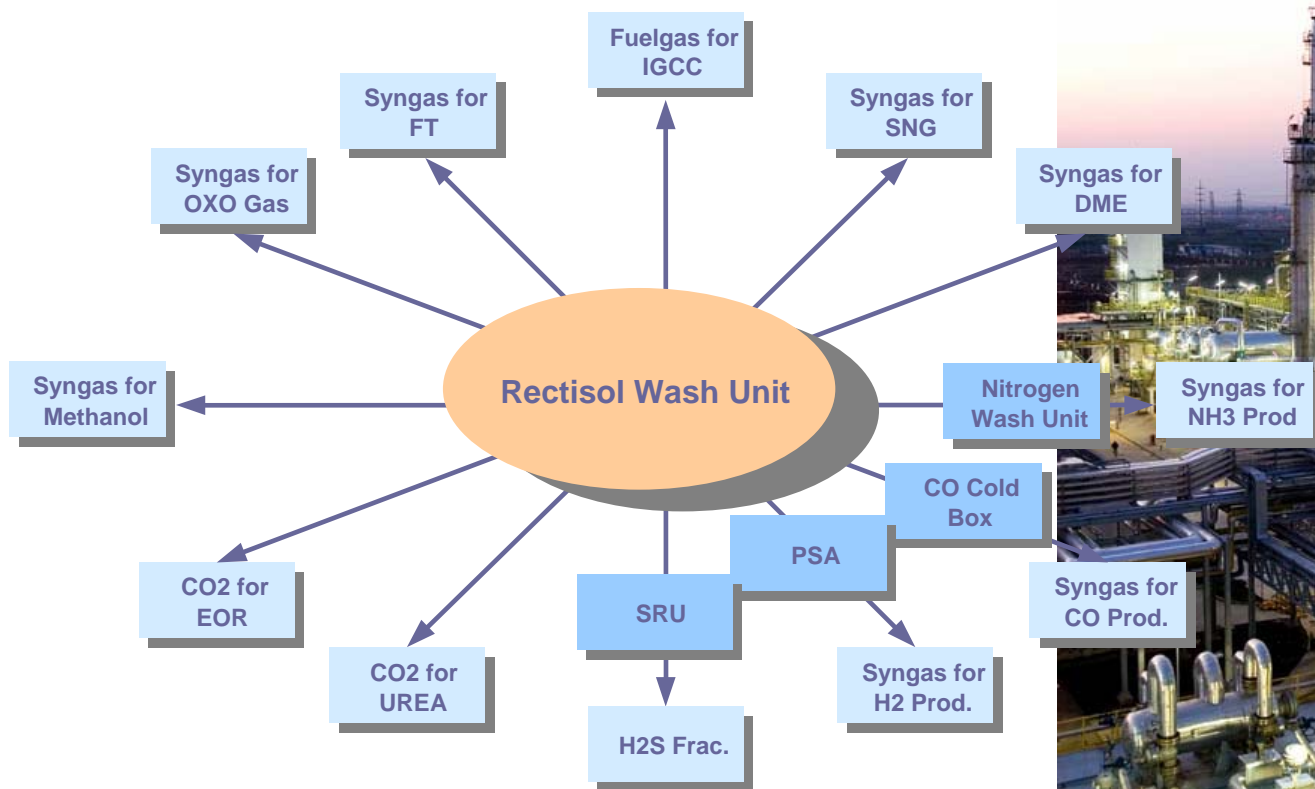 Fuelgas for
IGCC
Syngas for
FT
Syngas for
SNG
Syngas for
OXO Gas
Syngas for
DME
Rectisol Wash Unit
Syngas for
Methanol
Nitrogen
Wash Unit
Syngas for
NH3 Prod
CO Cold
Box
PSA
SRU
CO2 for
EOR
Syngas for
CO Prod.
CO2 for
UREA
Syngas for
H2 Prod.
H2S Frac.